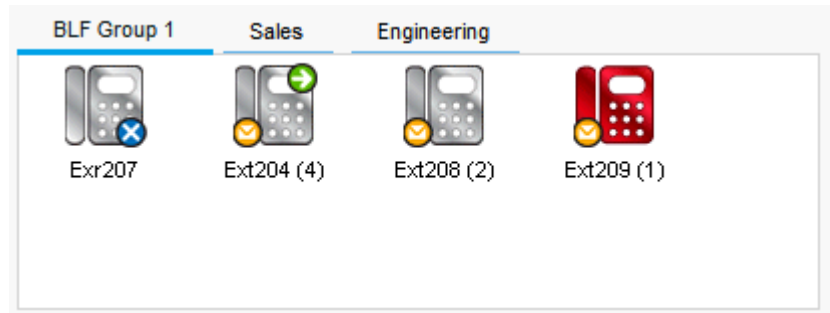 BLF Group 1 Sales Engineering
Exr207 Ext204 (4) Ext208 (2) Ext209 (1)